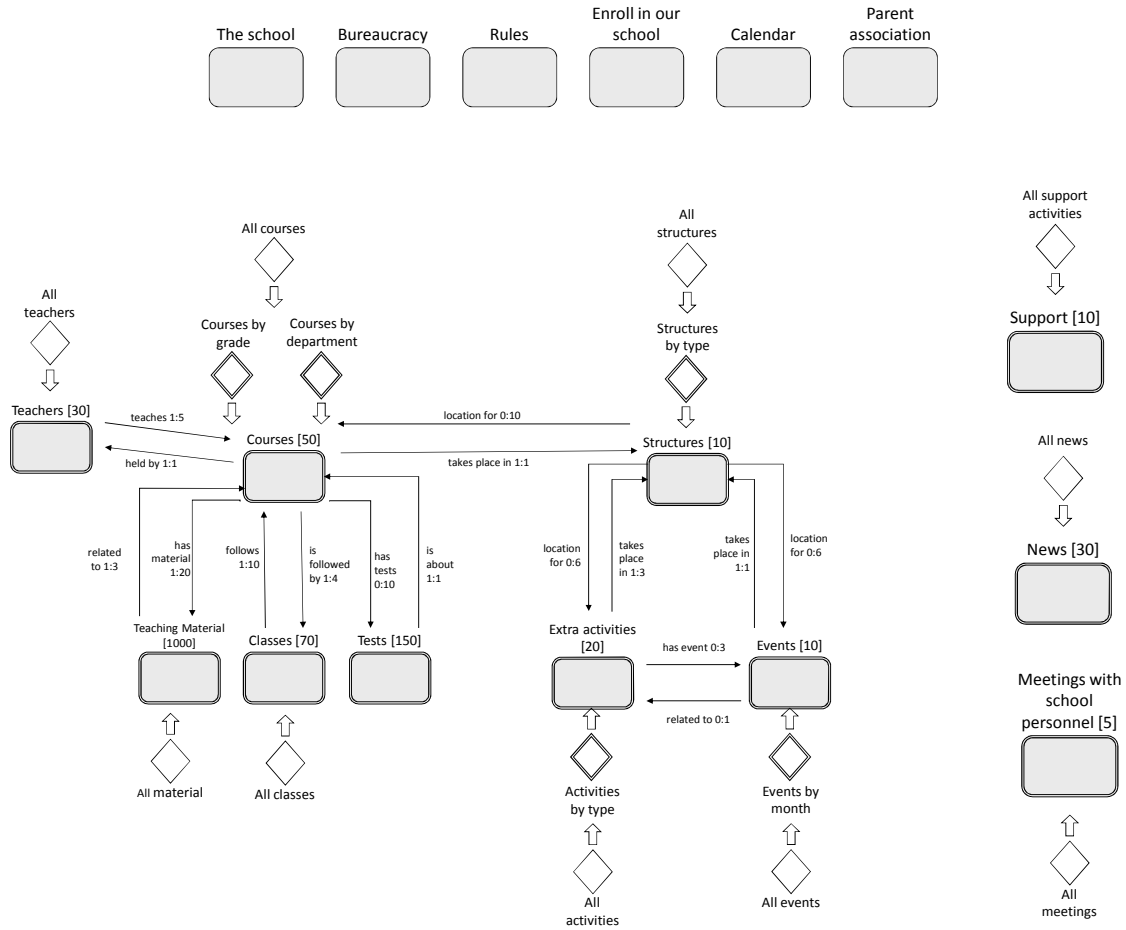 The school
Bureaucracy
Rules
Enroll in our
school
Calendar
Parent
association
All support
activities
Support [10]
All courses
All
structures
All
teachers
Courses by
grade
Courses by
department
Structures
by type
Teachers [30]
teaches 1:5
held by 1:1
Courses [50]
location for 0:10
takes place in 1:1
Structures [10]
All news
News [30]
related
to 1:3
has
material
1:20
follows
1:10
is
followed
by 1:4
has
tests
0:10
is
about
1:1
location
for 0:6
takes
place
in 1:3
takes
place in
1:1
location
for 0:6
Teaching Material
[1000]
Classes [70]
Tests [150]
Extra activities
[20]
has event 0:3
Events [10]
related to 0:1
Meetings with
school
personnel [5]
All material
All classes
Activities
by type
Events by
month
All
activities
All events
All
meetings